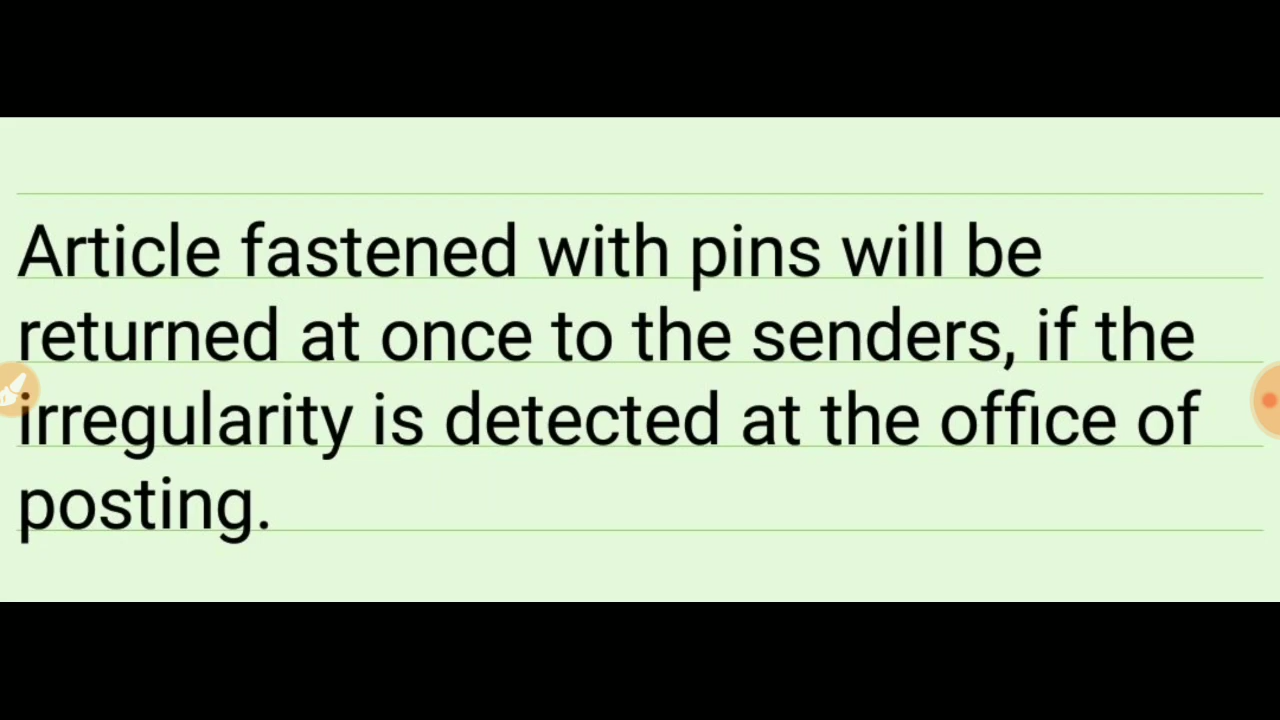 Article fastened with pins will be
returned at once to the senders, if the
irregularity is detected at the office of
posting.